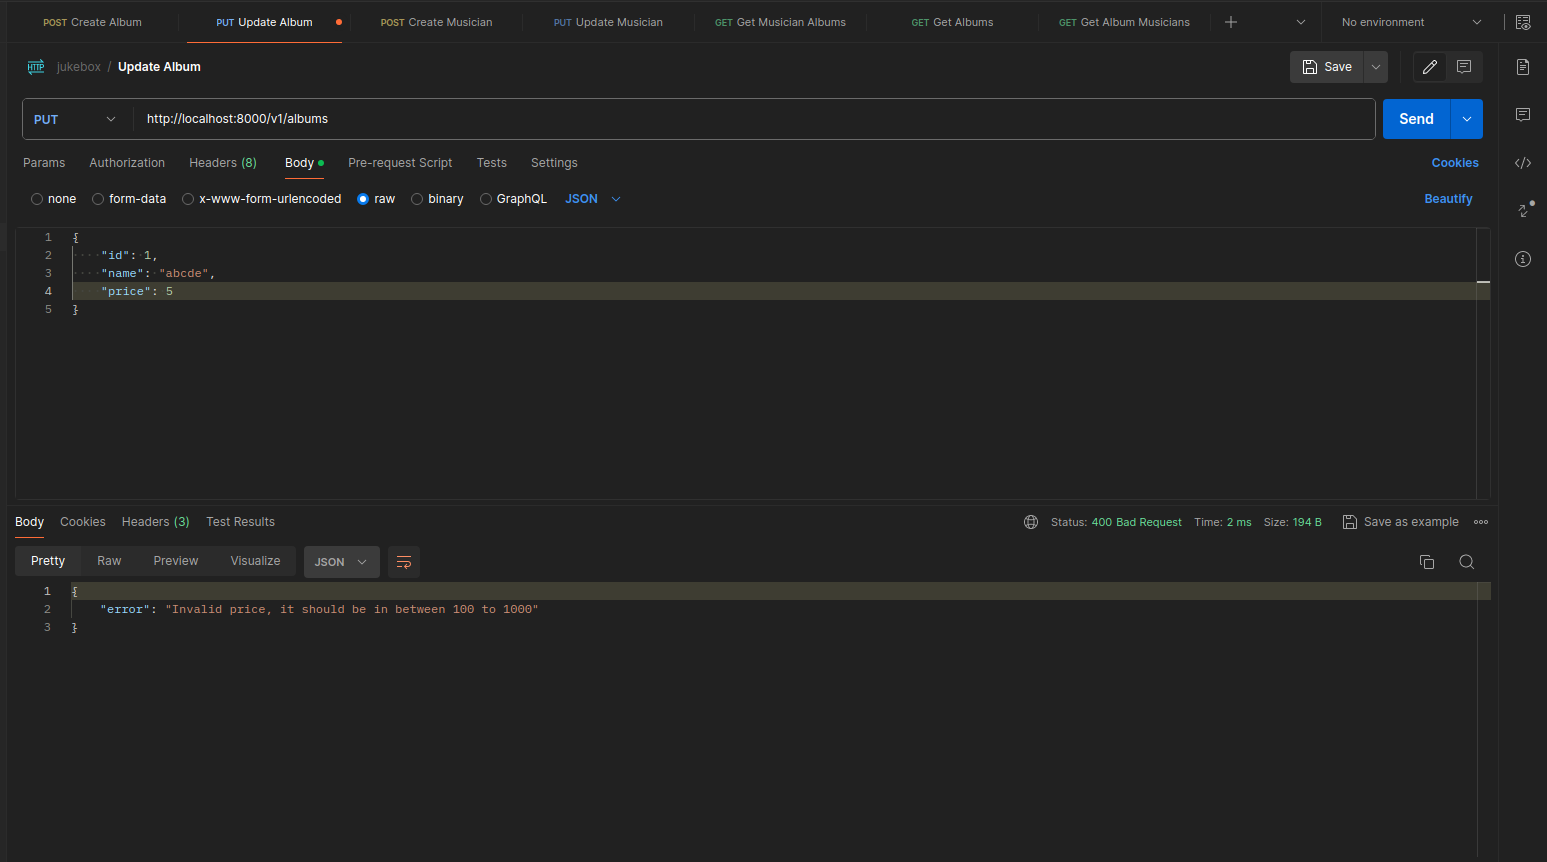 POST Create Album PUT Update Album POST Create Musician PUT Update Musician GET Get Musician Albums GET Get Albums GET Get Album Musicians No environment
HTTP jukebox / Update Album Save
PUT http://localhost:8000/v1/albums Send
Params Authorization Headers (8) Body Pre-request Script Tests Settings Cookies
none form-data x-www-form-urlencoded raw binary GraphQL JSON Beautify
1 {
2 "id": 1,
3 "name": "abcde",
4 "price": 5
5 }
Body Cookies Headers (3) Test Results Status: 400 Bad Request Time: 2 ms Size: 194 B Save as example
Pretty Raw Preview Visualize JSON
1 {
2 "error": "Invalid price, it should be in between 100 to 1000"
3 }